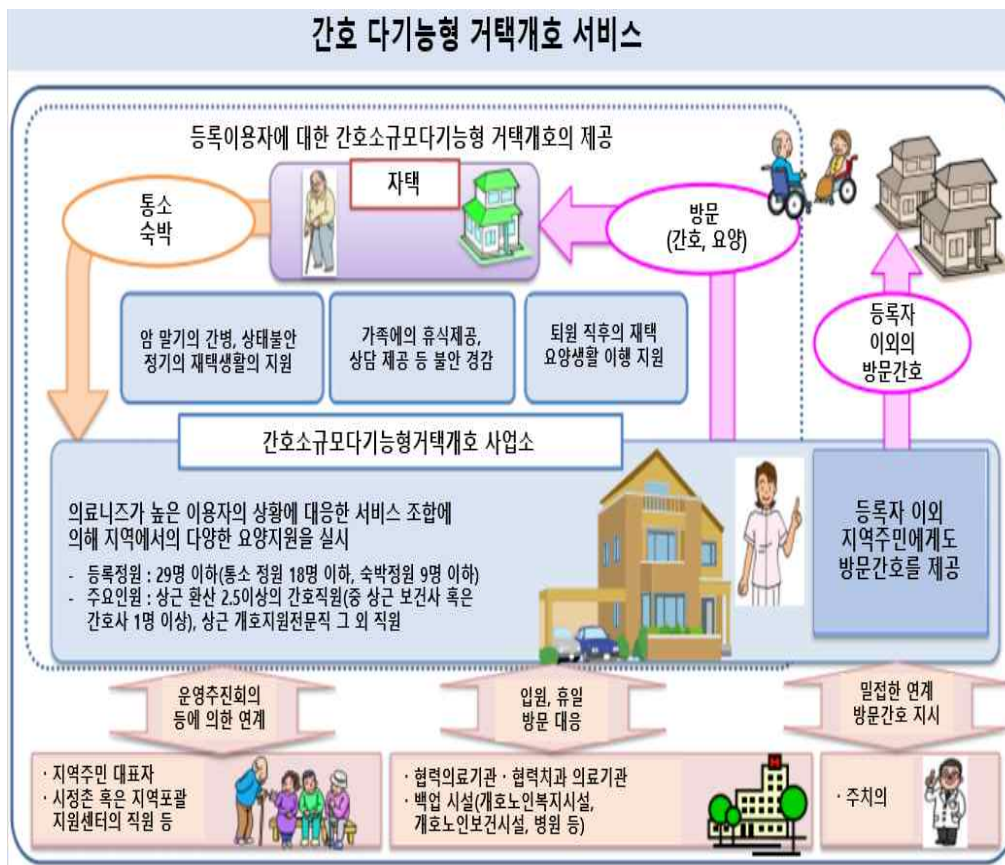 간호 다기능형 거택개호 서비스
등록이용자에 대한 간호소규모다기능형 거택개호의 제공
자택
통소
숙박
방문
(간호, 요양)
등록자
이외의
방문간호
암 말기의 간병, 상태불안
정기의 재택생활의 지원
가족에의 휴식제공,
상담 제공 등 불안 경감
퇴원 직후의 재택
요양생활 이행 지원
간호소규모다기능형거택개호 사업소
의료니즈가 높은 이용자의 상황에 대응한 서비스 조합에
의해 지역에서의 다양한 요양지원을 실시
- 등록정원 : 29명 이하(통소 정원 18명 이하, 숙박정원 9명 이하)
- 주요인원 : 상근 환산 2.5이상의 간호직원(중 상근 보건사 혹은
간호사 1명 이상), 상근 개호지원전문직 그 외 직원
등록자 이외
지역주민에게도
방문간호를 제공
운영추진회의
등에 의한 연계
입원, 휴일
방문 대응
밀접한 연계
방문간호 지시
· 지역주민 대표자
· 시정촌 혹은 지역포괄
지원센터의 직원 등
· 협력의료기관 · 협력치과 의료기관
· 백업 시설(개호노인복지시설,
개호노인보건시설, 병원 등)
H
· 주치의